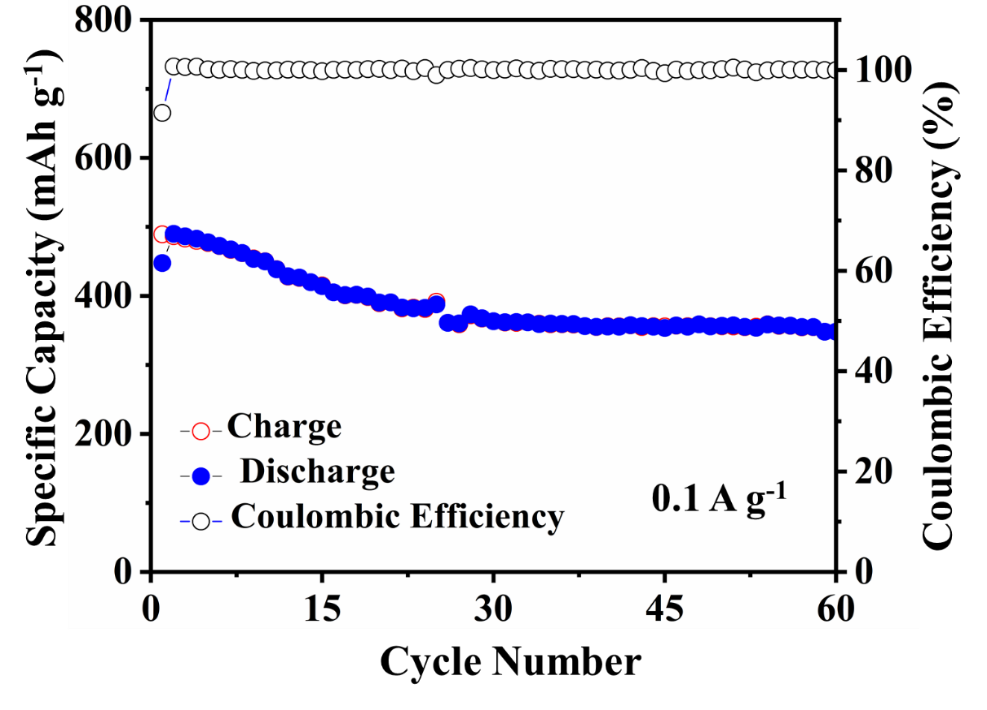 800
600
400
200
0
Specific Capacity (mAh g⁻¹)
100
80
60
40
20
0
Coulombic Efficiency (%)
Charge
Discharge
Coulombic Efficiency
0.1 A g⁻¹
0 15 30 45 60
Cycle Number